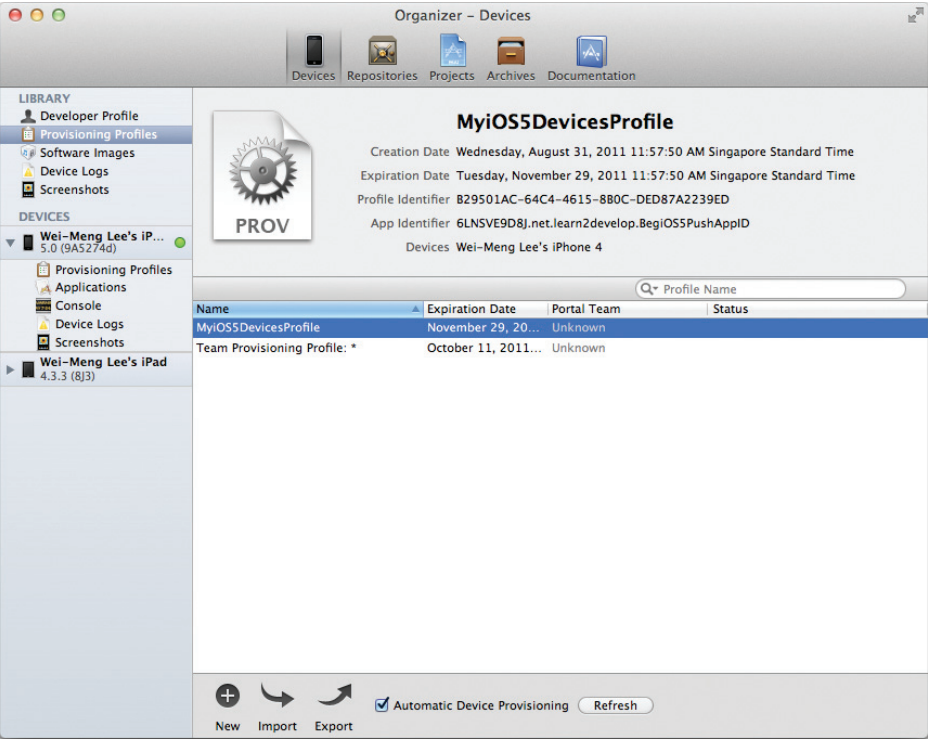 Organizer – Devices
Devices Repositories Projects Archives Documentation
LIBRARY
Developer Profile
Provisioning Profiles
Software Images
Device Logs
Screenshots
DEVICES
Wei-Meng Lee's iP...
5.0 (9A5274d)
Provisioning Profiles
Applications
Console
Device Logs
Screenshots
Wei-Meng Lee's iPad
4.3.3 (8J3)
PROV
MyiOS5DevicesProfile
Creation Date Wednesday, August 31, 2011 11:57:50 AM Singapore Standard Time
Expiration Date Tuesday, November 29, 2011 11:57:50 AM Singapore Standard Time
Profile Identifier B29501AC-64C4-4615-8B0C-DED87A2239ED
App Identifier 6LNSVE9D8J.net.learn2develop.BegiOS5PushAppID
Devices Wei-Meng Lee's iPhone 4
Profile Name
Name Expiration Date Portal Team Status
MyiOS5DevicesProfile November 29, 20... Unknown
Team Provisioning Profile: * October 11, 2011... Unknown
Automatic Device Provisioning Refresh
New Import Export